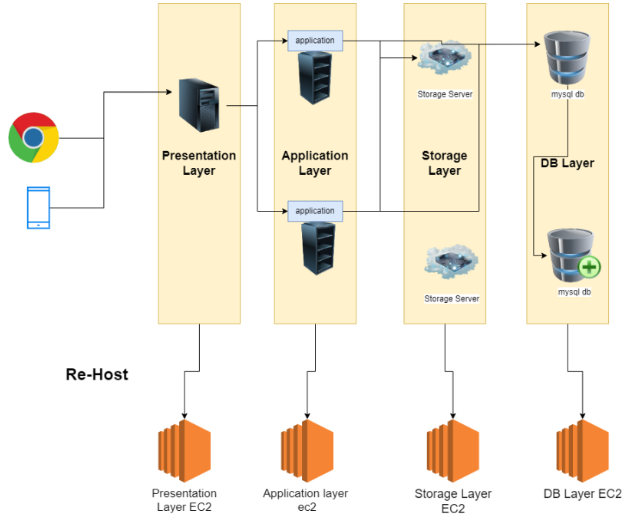 application
Storage Server
mysql db
Presentation
Layer
Application
Layer
Storage
Layer
DB Layer
application
Storage Server
mysql db
Re-Host
Presentation
Layer EC2
Application layer
ec2
Storage Layer
EC2
DB Layer EC2